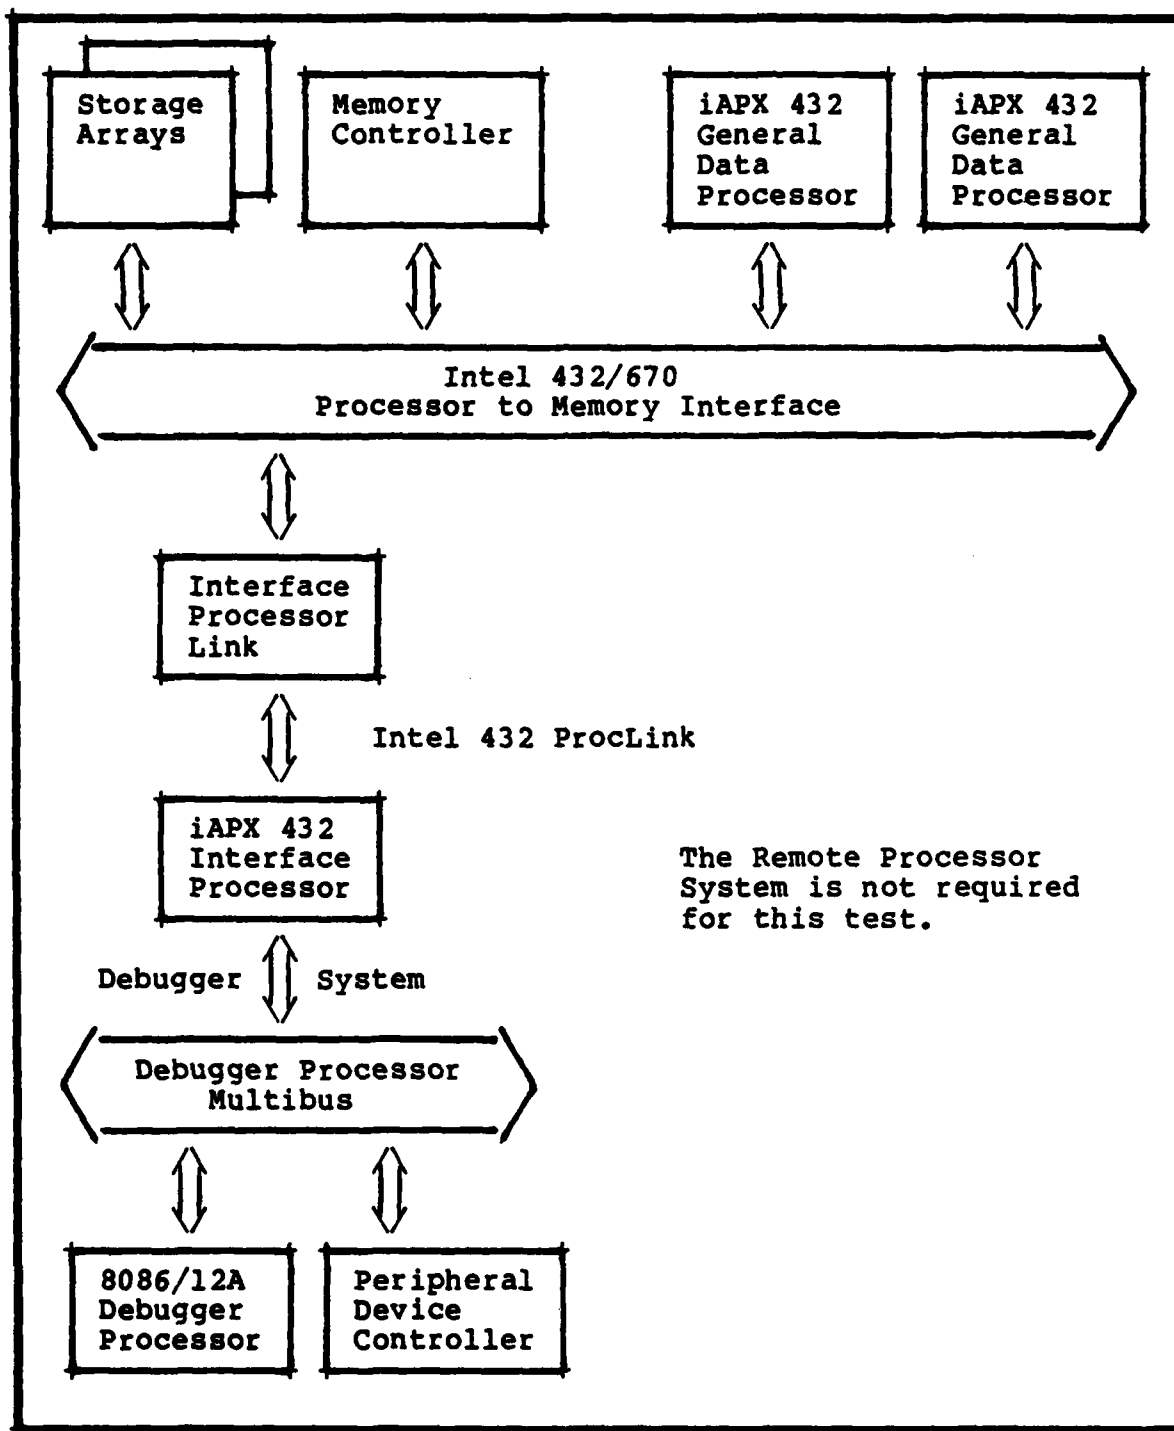 Storage
Arrays
Memory
Controller
iAPX 432
General
Data
Processor
iAPX 432
General
Data
Processor
Intel 432/670
Processor to Memory Interface
Interface
Processor
Link
Intel 432 ProcLink
iAPX 432
Interface
Processor
The Remote Processor
System is not required
for this test.
Debugger System
Debugger Processor
Multibus
8086/12A
Debugger
Processor
Peripheral
Device
Controller